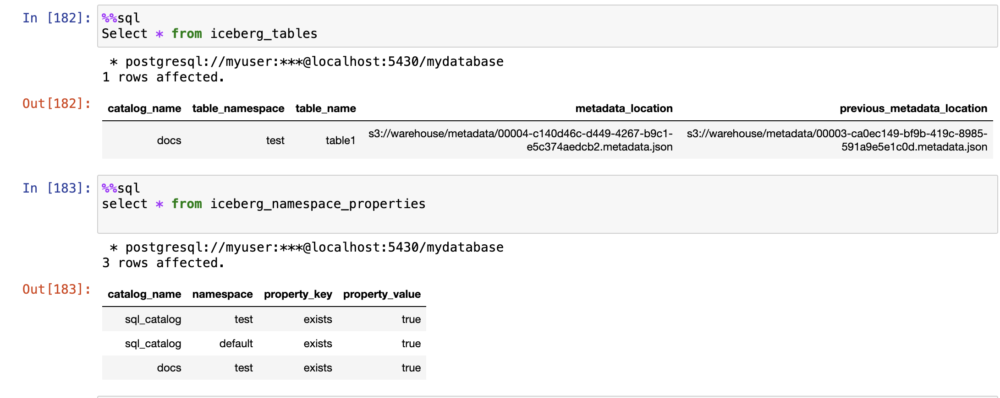 In [182]:
%%sql
Select * from iceberg_tables
* postgresql://myuser:***@localhost:5430/mydatabase
1 rows affected.
Out[182]:
catalog_name table_namespace table_name metadata_location previous_metadata_location
docs test table1 s3://warehouse/metadata/00004-c140d46c-d449-4267-b9c1- s3://warehouse/metadata/00003-ca0ec149-bf9b-419c-8985-
e5c374aedcb2.metadata.json 591a9e5e1c0d.metadata.json
In [183]:
%%sql
select * from iceberg_namespace_properties
* postgresql://myuser:***@localhost:5430/mydatabase
3 rows affected.
Out[183]:
catalog_name namespace property_key property_value
sql_catalog test exists true
sql_catalog default exists true
docs test exists true